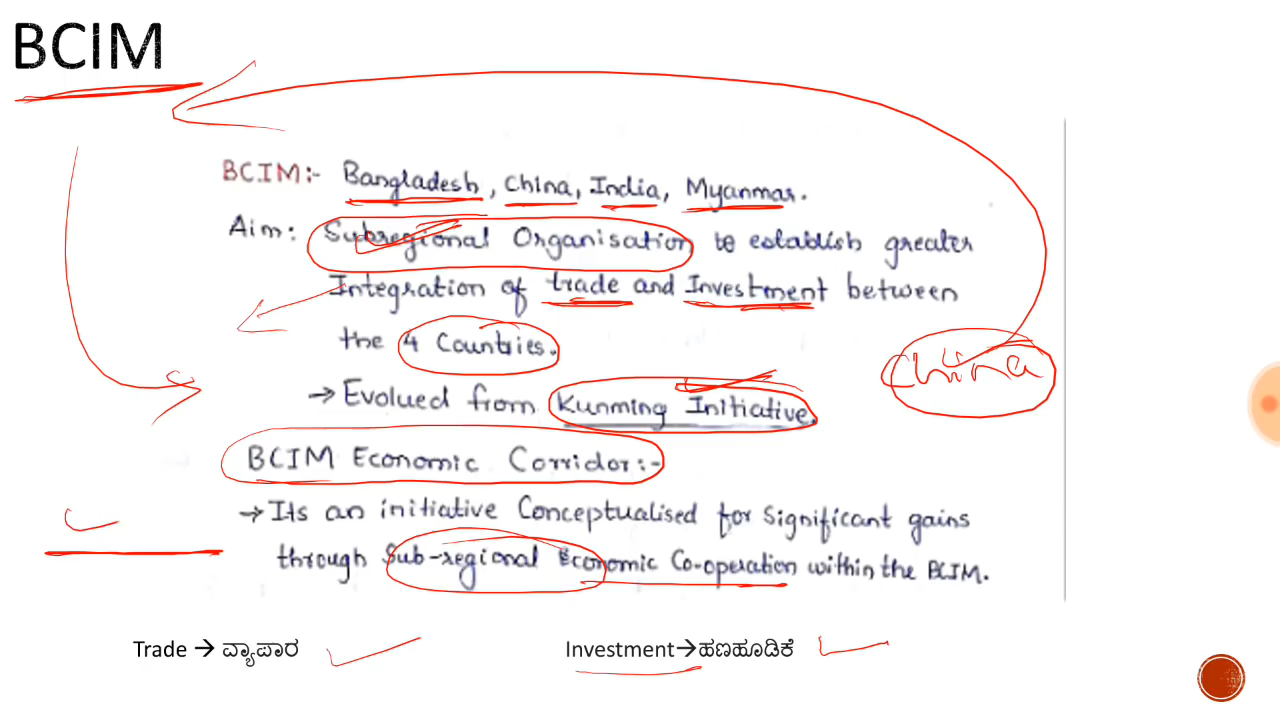 BCIM
BCIM:- Bangladesh, China, India, Myanmar.
Aim: Subregional Organisation to establish greater
Integration of trade and Investment between
the 4 Countries.
China
→ Evolued from Kunming Initiative.
BCIM Economic Corridor:-
→ Its an initiative Conceptualised for Significant gains
through Sub-regional Economic Co-operation within the BCIM.
Trade → ವ್ಯಾಪಾರ
Investment→ಹಣಹೂಡಿಕೆ